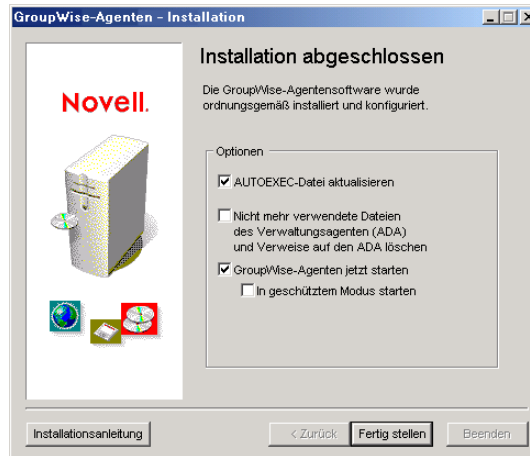 GroupWise-Agenten - Installation
Novell.
Installation abgeschlossen
Die GroupWise-Agentensoftware wurde
ordnungsgemäß installiert und konfiguriert.
Optionen
AUTOEXEC-Datei aktualisieren
Nicht mehr verwendete Dateien
des Verwaltungsagenten (ADA)
und Verweise auf den ADA löschen
GroupWise-Agenten jetzt starten
In geschütztem Modus starten
Installationsanleitung
< Zurück
Fertig stellen
Beenden